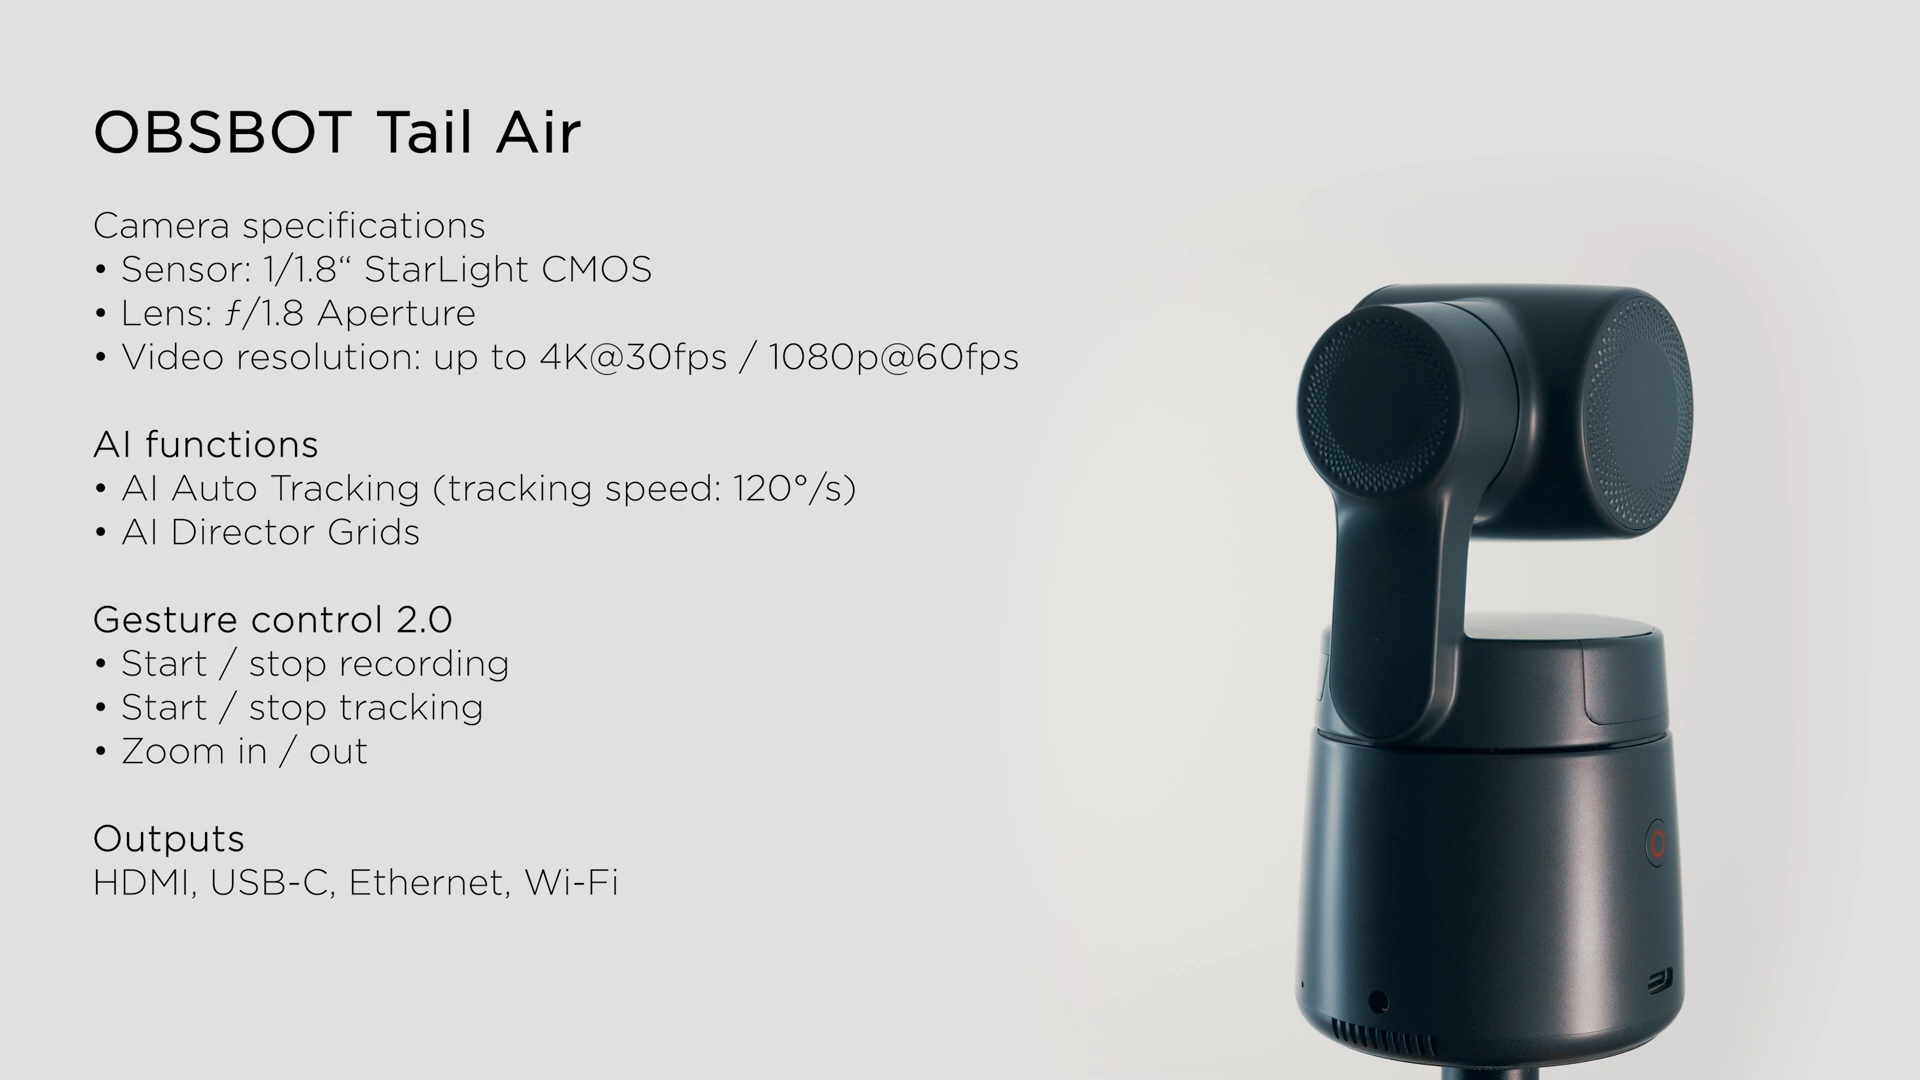 OBSBOT Tail Air
Camera specifications
• Sensor: 1/1.8“ StarLight CMOS
• Lens: ƒ/1.8 Aperture
• Video resolution: up to 4K@30fps / 1080p@60fps
AI functions
• AI Auto Tracking (tracking speed: 120°/s)
• AI Director Grids
Gesture control 2.0
• Start / stop recording
• Start / stop tracking
• Zoom in / out
Outputs
HDMI, USB-C, Ethernet, Wi-Fi